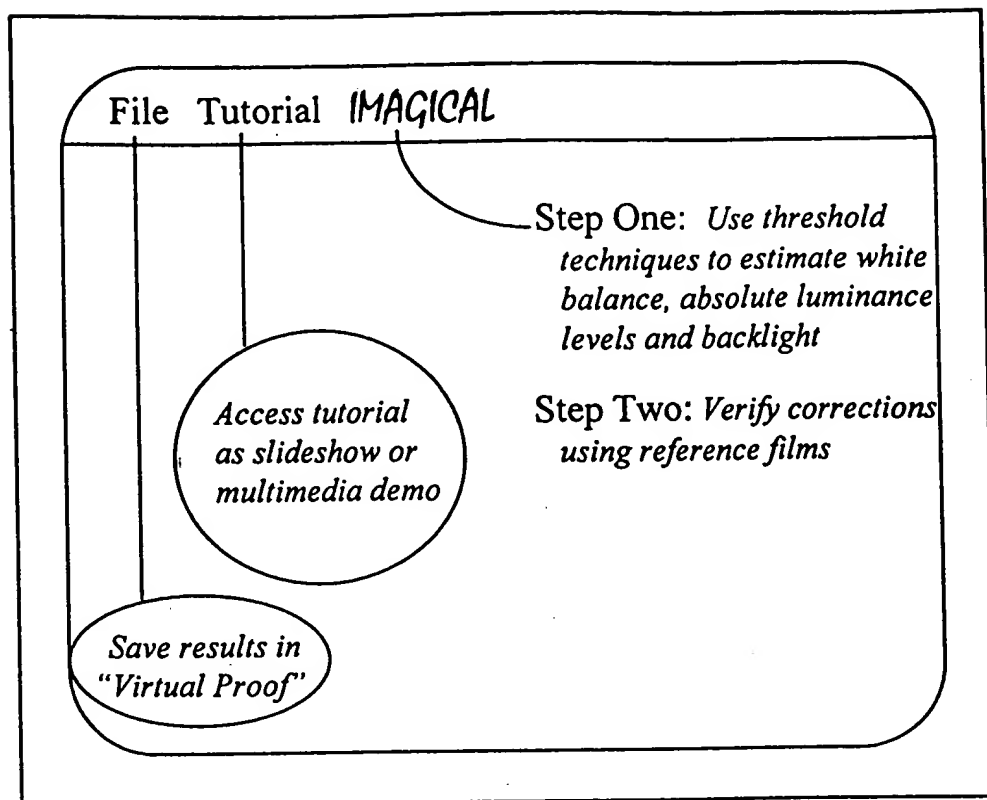 File Tutorial IMAGICAL
Step One: Use threshold
techniques to estimate white
balance, absolute luminance
levels and backlight
Step Two: Verify corrections
using reference films
Access tutorial
as slideshow or
multimedia demo
Save results in
“Virtual Proof”